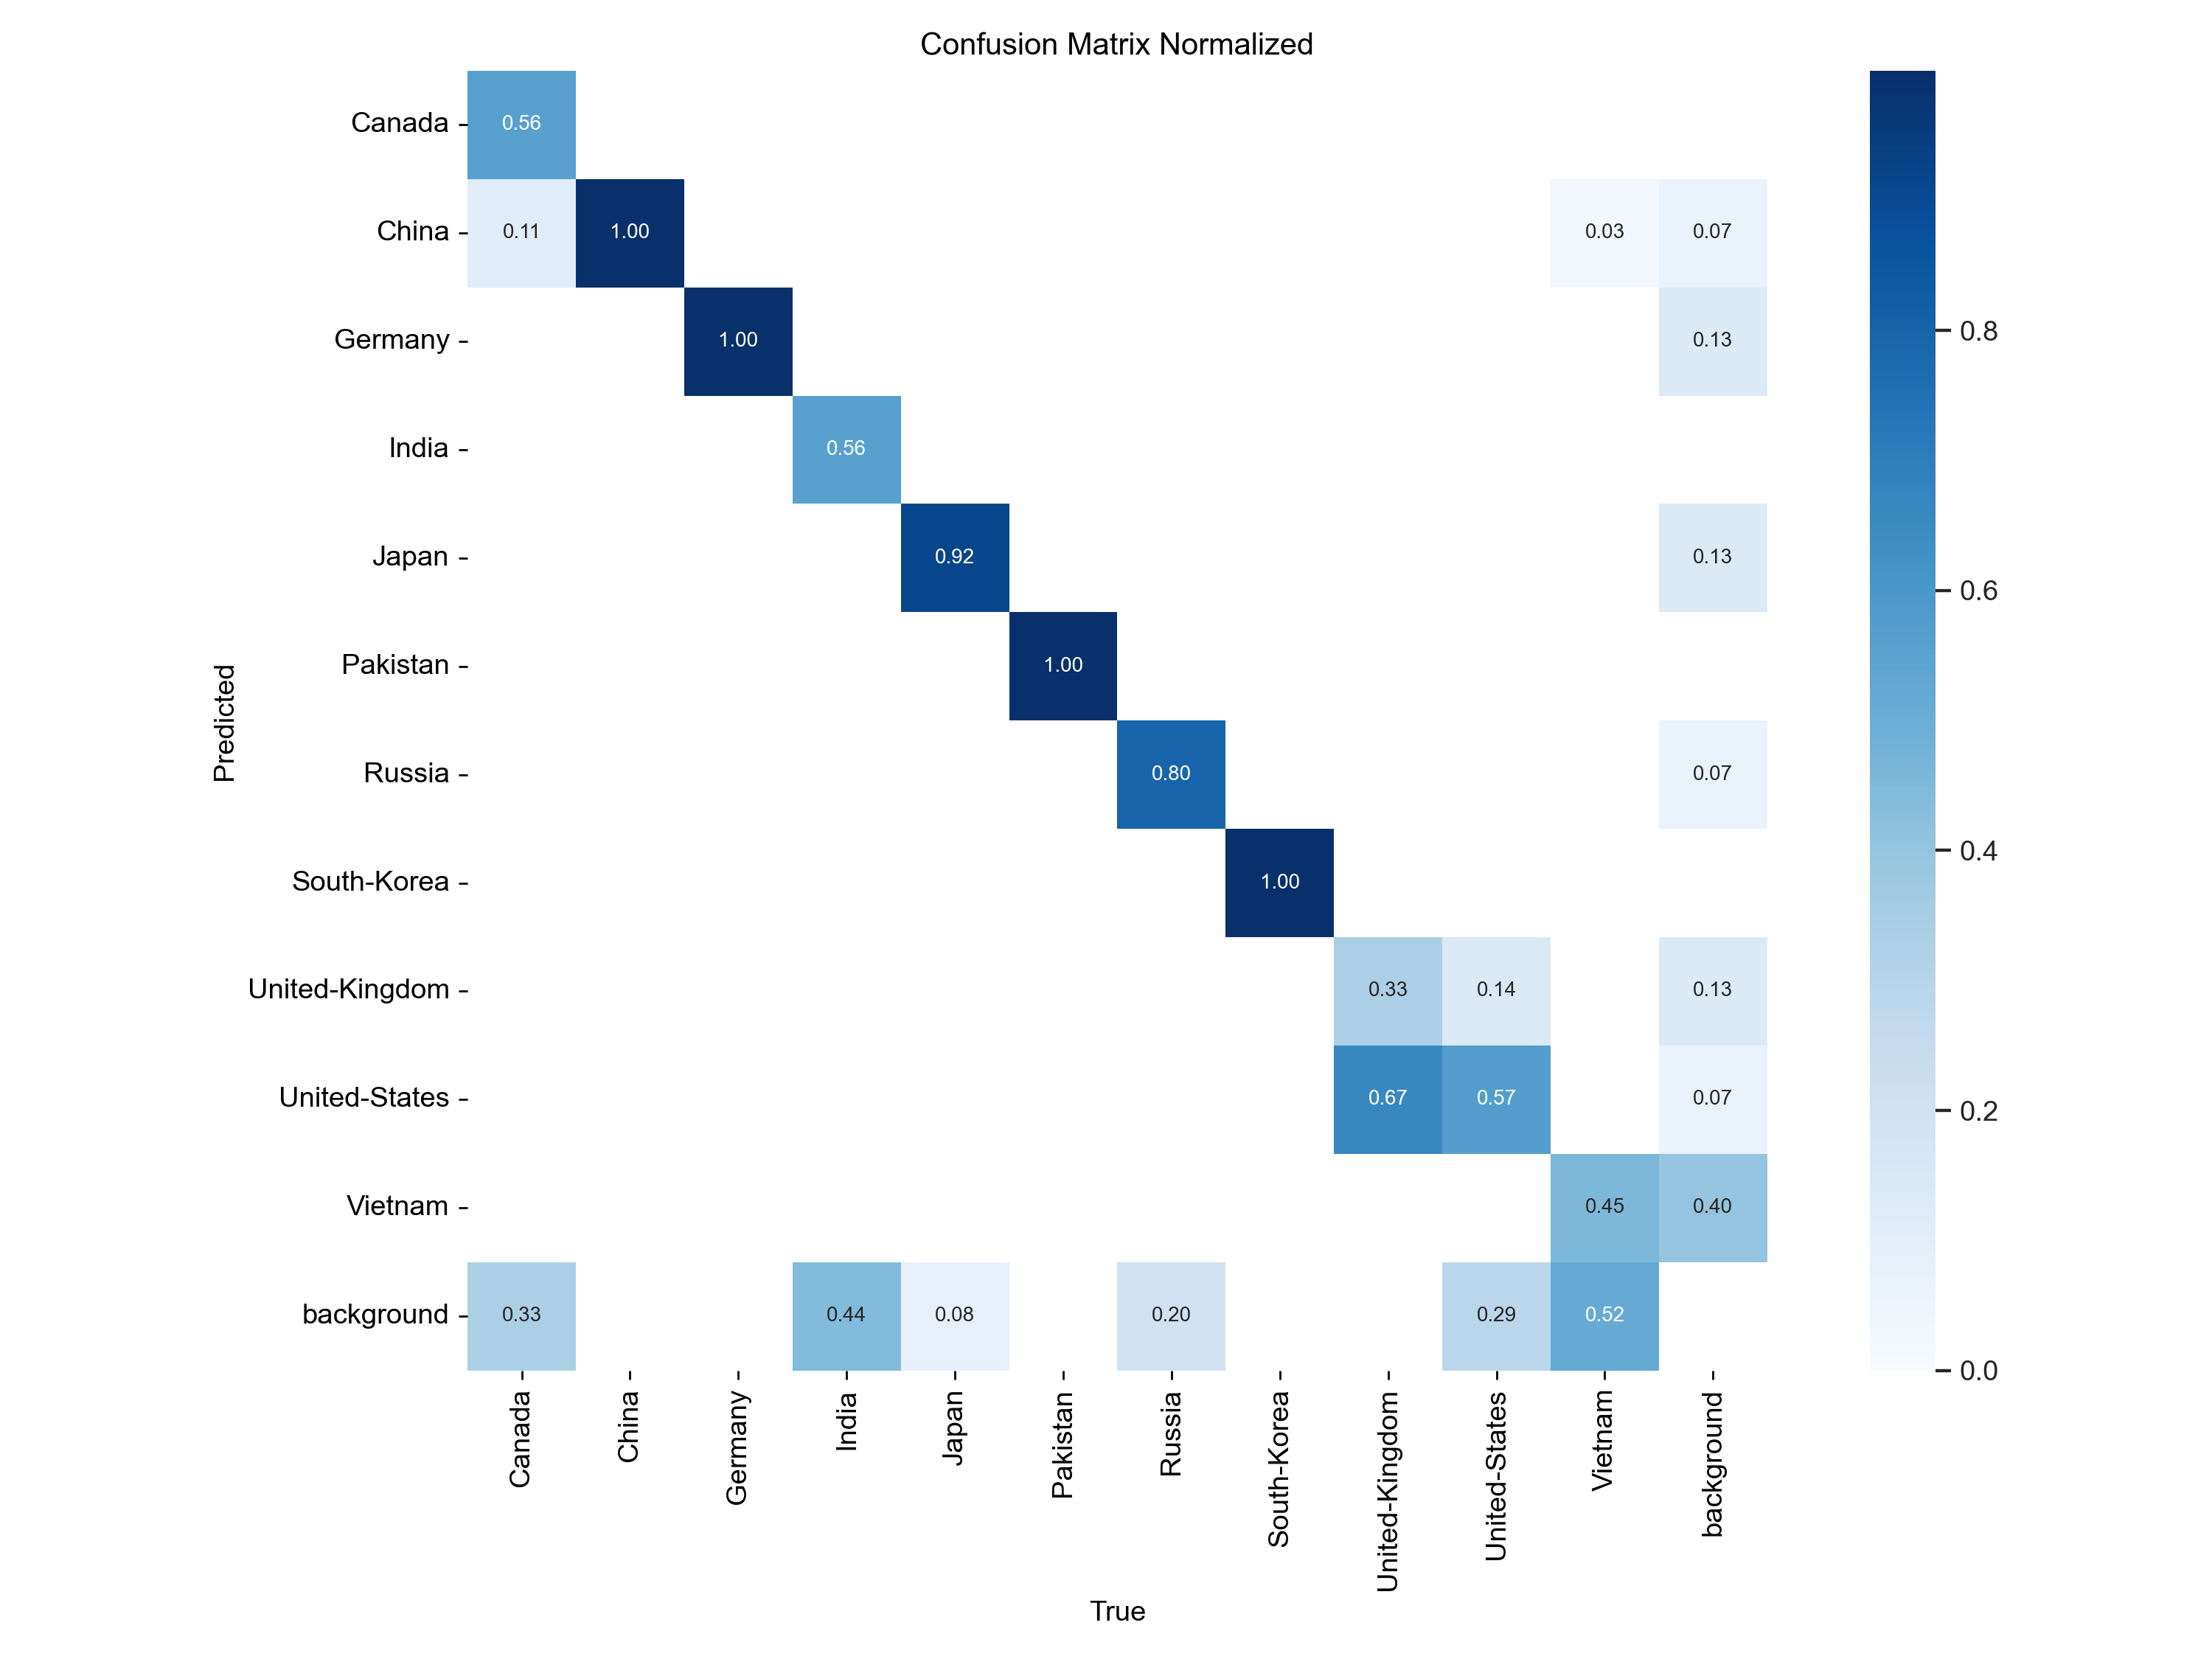 Confusion Matrix Normalized
Canada
0.56
China
0.11 1.00 0.03 0.07
Germany
1.00 0.13
0.8
India
0.56
Japan
0.92 0.13
0.6
Pakistan
1.00
Predicted
Russia
0.80 0.07
0.4
South-Korea
1.00
United-Kingdom
0.33 0.14 0.13
United-States
0.67 0.57 0.07
0.2
Vietnam
0.45 0.40
background
0.33 0.44 0.08 0.20 0.29 0.52
0.0
Canada
China
Germany
India
Japan
Pakistan
Russia
South-Korea
United-Kingdom
United-States
Vietnam
background
True